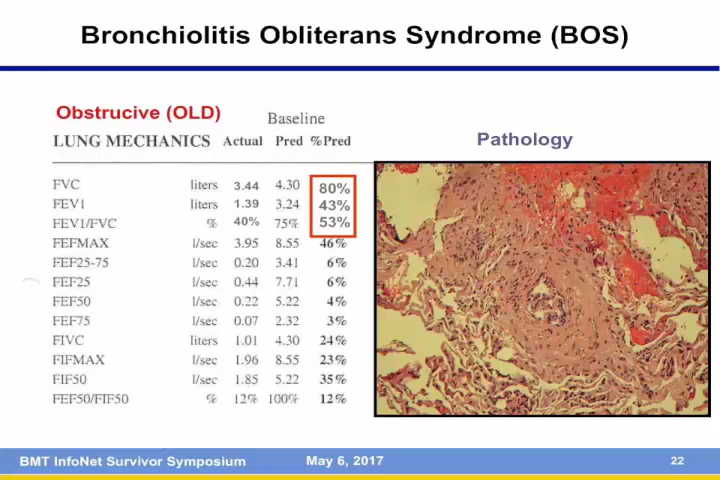 Bronchiolitis Obliterans Syndrome (BOS)
Obstrucive (OLD)
Baseline
LUNG MECHANICS Actual Pred %Pred
FVC liters 3.44 4.30 80%
FEV1 liters 1.39 3.24 43%
FEV1/FVC % 40% 75% 53%
FEFMAX l/sec 3.95 8.55 46%
FEF25-75 l/sec 0.20 3.41 6%
FEF25 l/sec 0.44 7.71 6%
FEF50 l/sec 0.22 5.22 4%
FEF75 l/sec 0.07 2.32 3%
FIVC liters 1.01 4.30 24%
FIFMAX l/sec 1.96 8.55 23%
FIF50 l/sec 1.85 5.22 35%
FEF50/FIF50 % 12% 100% 12%
Pathology
BMT InfoNet Survivor Symposium May 6, 2017 22